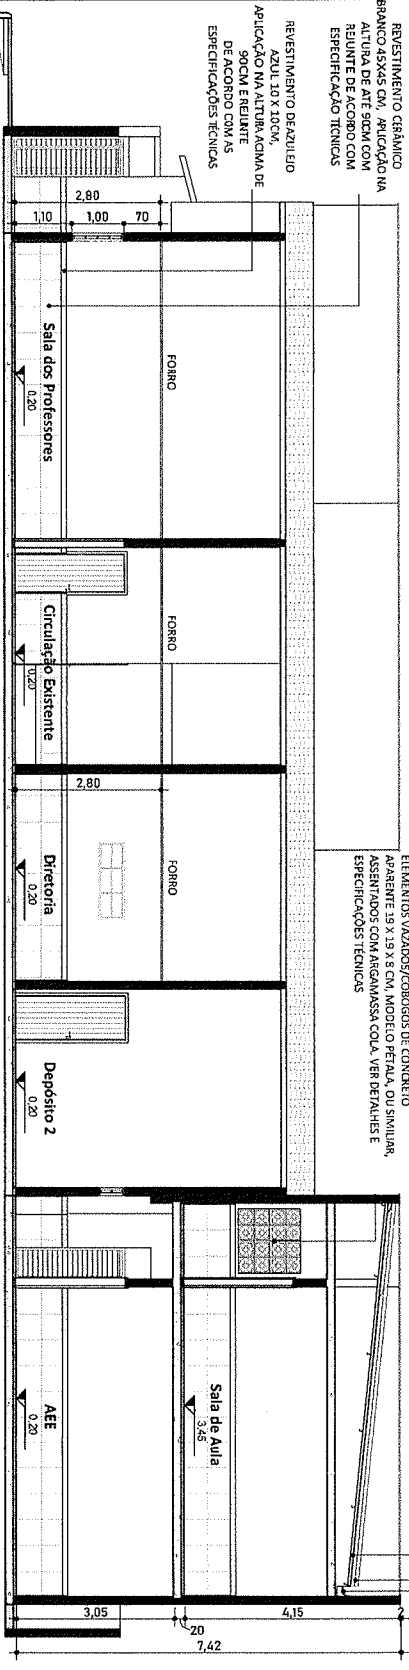 REVESTIMENTO CERÂMICO
BRANCO 45X45 CM, APLICAÇÃO NA
ALTURA DE ATÉ 90CM COM
REJUNTE DE ACORDO COM
ESPECIFICAÇÃO TÉCNICAS
REVESTIMENTO DE AZULEJO
AZUL 10 X 10CM,
APLICAÇÃO NA ALTURA ACIMA DE
90CM E REJUNTE
DE ACORDO COM AS
ESPECIFICAÇÕES TÉCNICAS
ELEMENTOS VAZADOS/COBOGÓS DE CONCRETO
APARENTE 19 X 19 X 8 CM, MODELO PÉTALA, OU SIMILIAR,
ASSENTADOS COM ARGAMASSA COLA. VER DETALHES E
ESPECIFICAÇÕES TÉCNICAS
2,80
1,10 1,00 70
FORRO
Sala dos Professores
0,20
FORRO
Circulação Existente
0,20
2,80
FORRO
Diretoria
0,20
Depósito 2
0,20
Sala de Aula
3,45
AEE
0,20
3,05
20
4,15
2
7,42